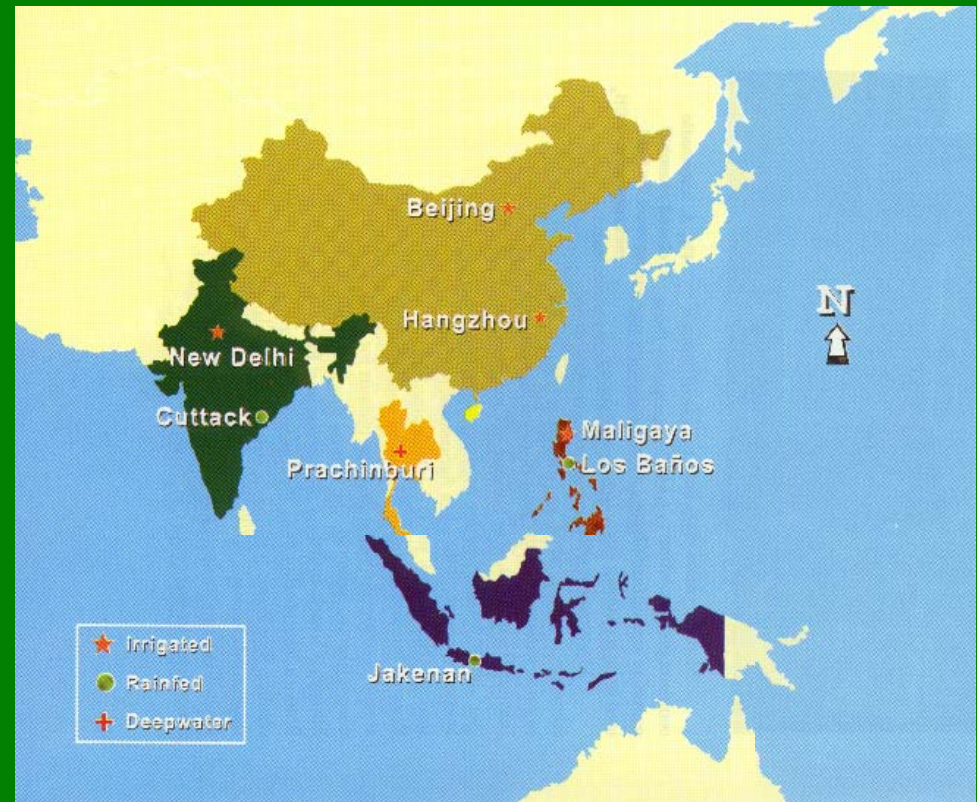 Beijing
N
Hangzhou
New Delhi
Cuttack
Maligaya
Los Baños
Prachinburi
Irrigated
Rainfed
Jakenan
Deepwater